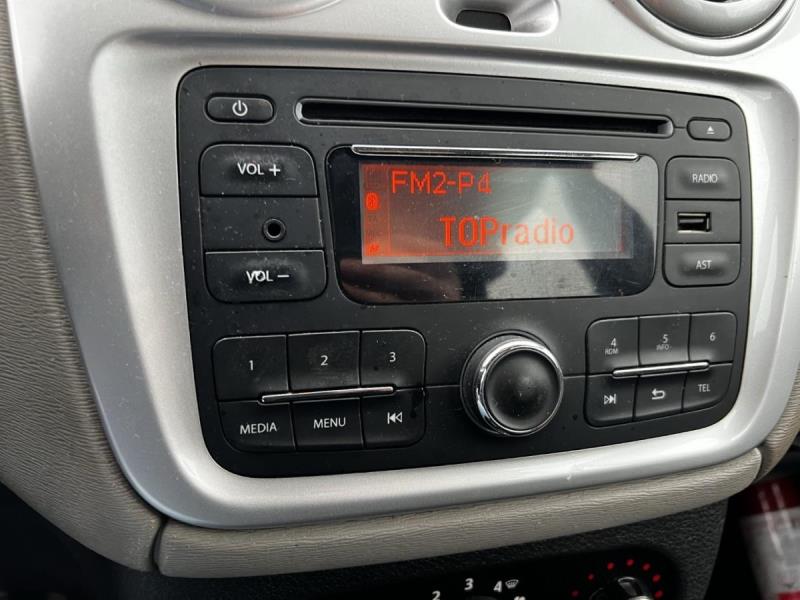 VOL +
FM2-P4
RADIO
TOPradio
VOL –
AST
1 2 3
4 RDM 5 INFO 6
MEDIA MENU
TEL
2 3 4